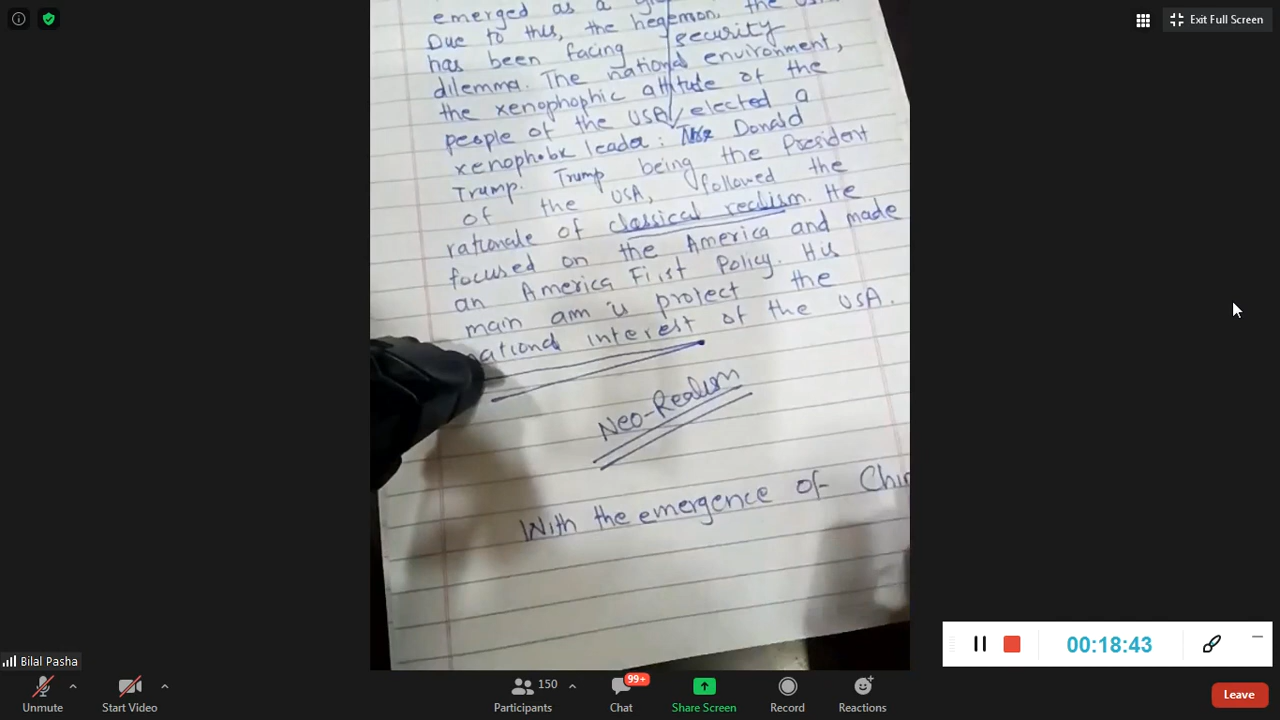 Exit Full Screen
emerged as a
Due to this, the hegemon, the
has been facing security
dilemma. The national environment,
the xenophophic attitude of the
people of the USA, elected a
xenophobic leader: Donald
Trump. Trump being the President
of the USA, followed the
rationale of classical realism. He
focused on the America and made
an America First Policy. His
main am is project the
national interest of the USA.
Neo-Realism
With the emergence of Chin
00:18:43
Bilal Pasha
Unmute
Start Video
150
Participants
99+
Chat
Share Screen
Record
Reactions
Leave